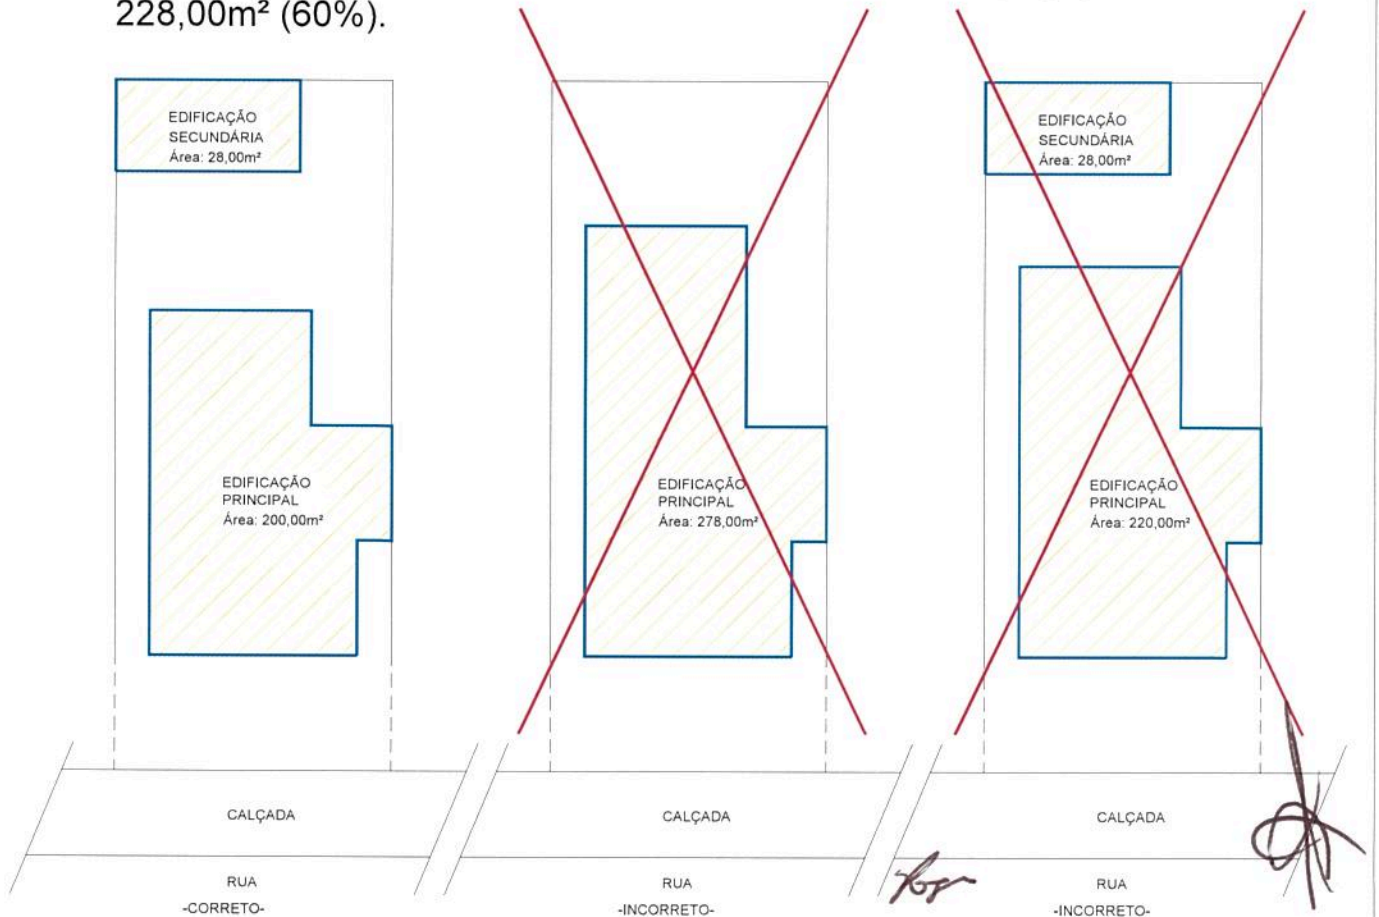 228,00m² (60%).
EDIFICAÇÃO
SECUNDÁRIA
Área: 28,00m²
EDIFICAÇÃO
PRINCIPAL
Área: 200,00m²
CALÇADA
RUA
-CORRETO-
EDIFICAÇÃO
PRINCIPAL
Área: 278,00m²
CALÇADA
RUA
-INCORRETO-
EDIFICAÇÃO
SECUNDÁRIA
Área: 28,00m²
EDIFICAÇÃO
PRINCIPAL
Área: 220,00m²
CALÇADA
RUA
-INCORRETO-